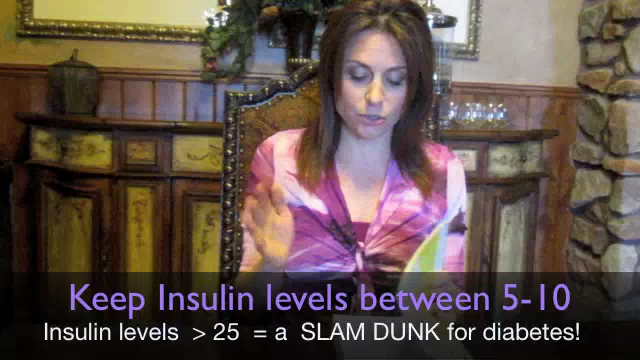 Keep Insulin levels between 5-10
Insulin levels > 25 = a SLAM DUNK for diabetes!